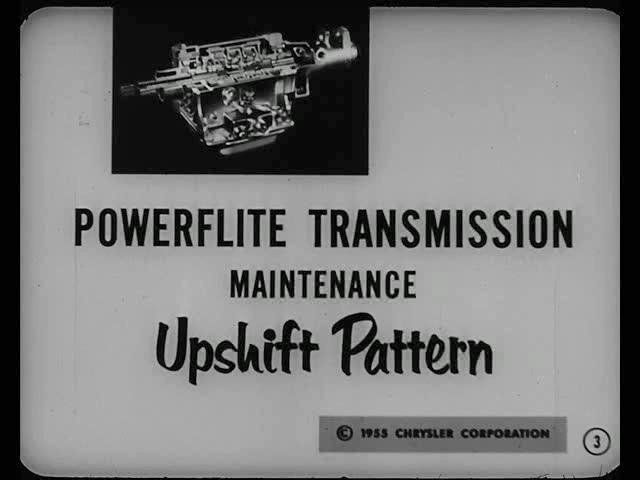 POWERFLITE TRANSMISSION
MAINTENANCE
Upshift Pattern
© 1955 CHRYSLER CORPORATION
3